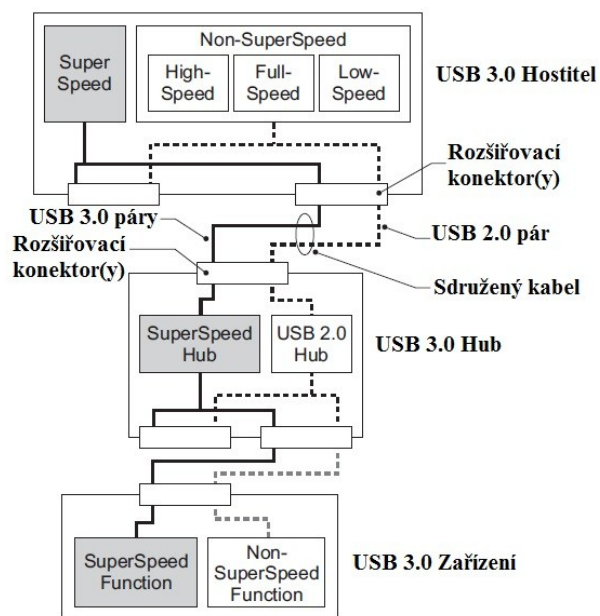 Non-SuperSpeed
Super
Speed
High-
Speed
Full-
Speed
Low-
Speed
USB 3.0 Hostitel
Rozšiřovací
konektor(y)
USB 3.0 páry
USB 2.0 pár
Rozšiřovací
konektor(y)
Sdružený kabel
SuperSpeed
Hub
USB 2.0
Hub
USB 3.0 Hub
SuperSpeed
Function
Non-
SuperSpeed
Function
USB 3.0 Zařízení